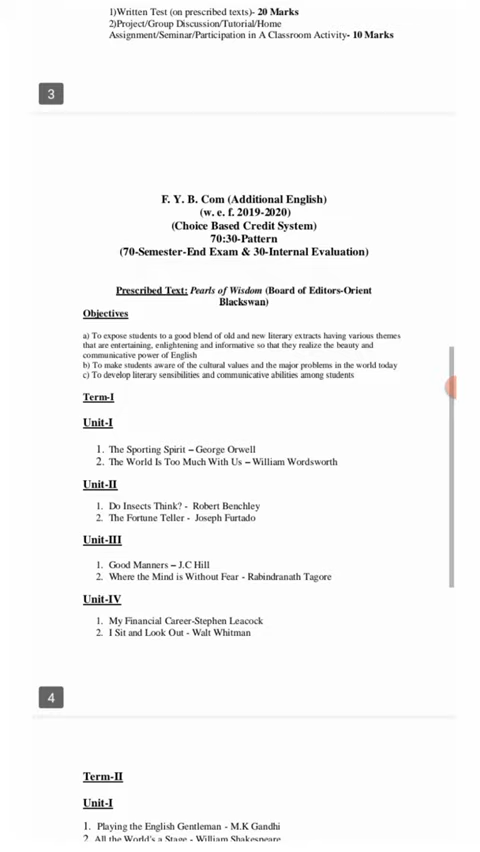 1)Written Test (on prescribed texts)- 20 Marks
2)Project/Group Discussion/Tutorial/Home
Assignment/Seminar/Participation in A Classroom Activity- 10 Marks
3
F. Y. B. Com (Additional English)
(w. e. f. 2019-2020)
(Choice Based Credit System)
70:30-Pattern
(70-Semester-End Exam & 30-Internal Evaluation)
Prescribed Text: Pearls of Wisdom (Board of Editors-Orient
Blackswan)
Objectives
a) To expose students to a good blend of old and new literary extracts having various themes
that are entertaining, enlightening and informative so that they realize the beauty and
communicative power of English
b) To make students aware of the cultural values and the major problems in the world today
c) To develop literary sensibilities and communicative abilities among students
Term-I
Unit-I
1. The Sporting Spirit – George Orwell
2. The World Is Too Much With Us – William Wordsworth
Unit-II
1. Do Insects Think? - Robert Benchley
2. The Fortune Teller - Joseph Furtado
Unit-III
1. Good Manners – J.C Hill
2. Where the Mind is Without Fear - Rabindranath Tagore
Unit-IV
1. My Financial Career-Stephen Leacock
2. I Sit and Look Out - Walt Whitman
4
Term-II
Unit-I
1. Playing the English Gentleman - M.K Gandhi
2. All the World's a Stage - William Shakespeare